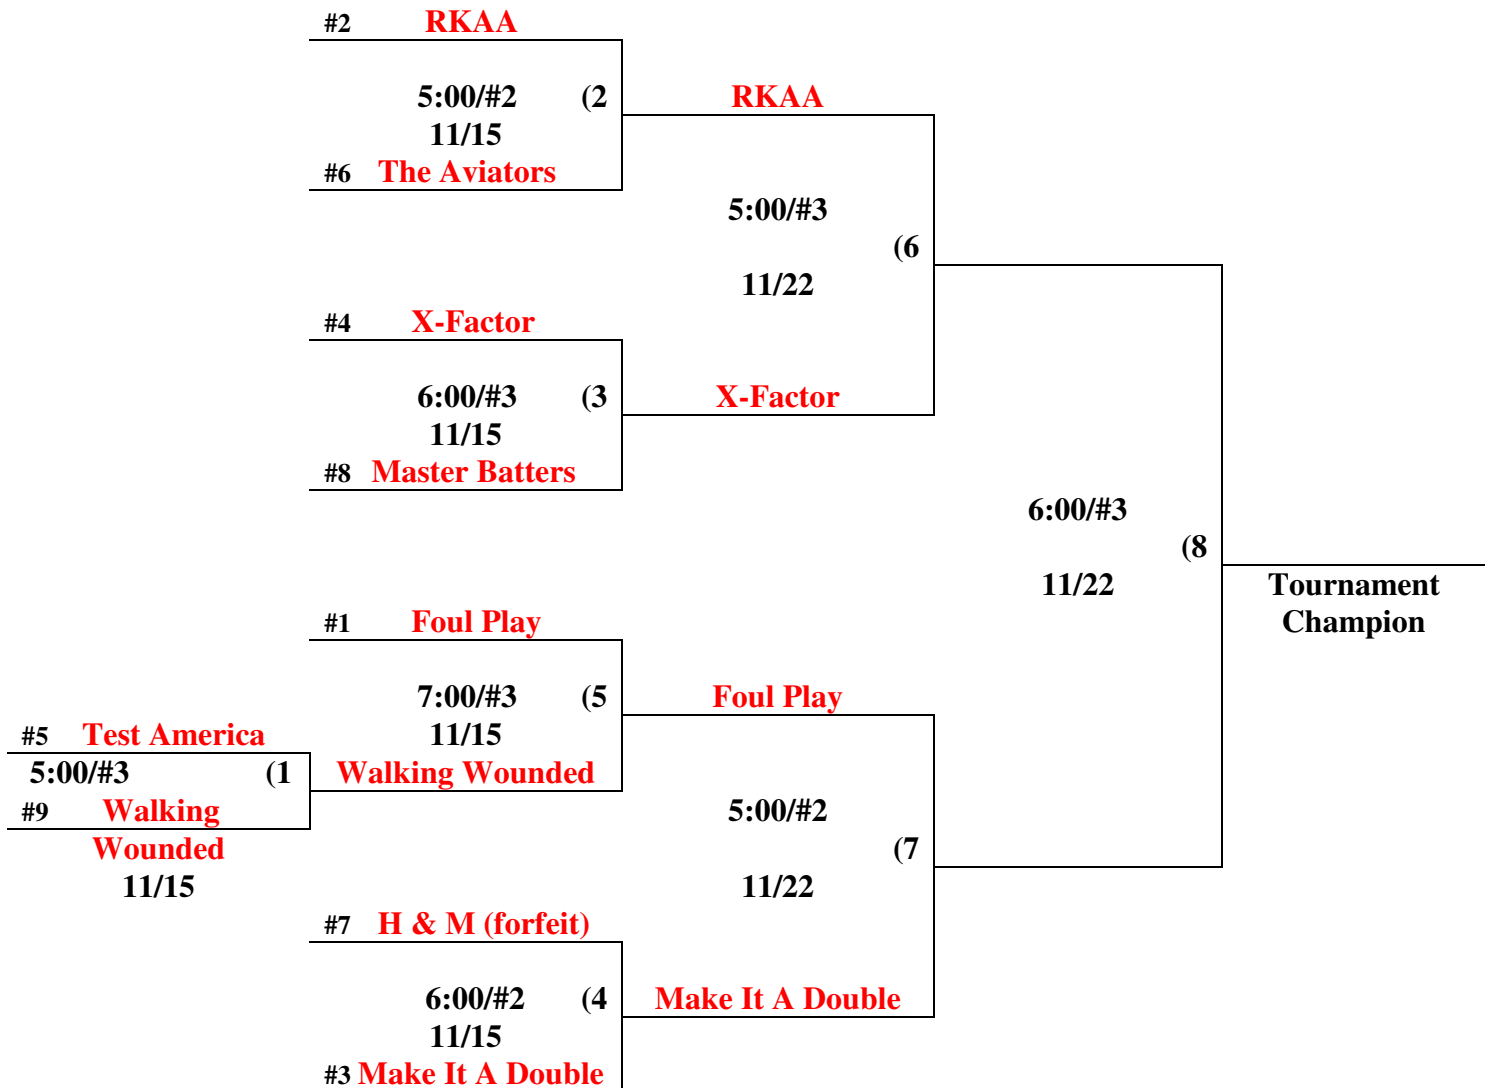 #2 RKAA
5:00/#2 (2
RKAA
11/15
#6 The Aviators
5:00/#3
(6
11/22
#4 X-Factor
6:00/#3 (3
X-Factor
11/15
#8 Master Batters
6:00/#3
(8
11/22
Tournament
Champion
#1 Foul Play
7:00/#3 (5
Foul Play
11/15
#5 Test America
5:00/#3 (1
Walking Wounded
#9 Walking
Wounded
11/15
5:00/#2
(7
11/22
#7 H & M (forfeit)
6:00/#2 (4
Make It A Double
11/15
#3 Make It A Double